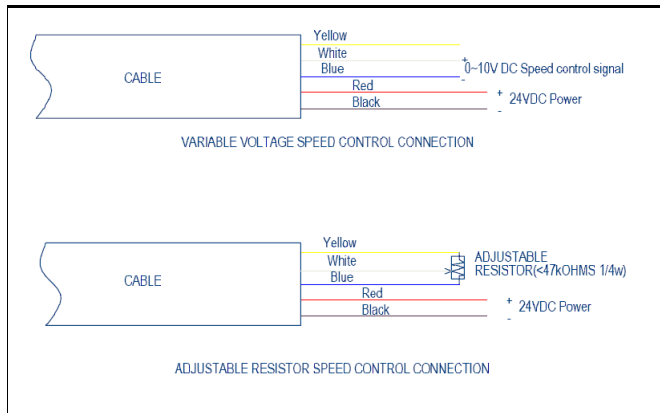 Yellow
White
Blue
CABLE
+
0~10V DC Speed control signal
-
Red
Black
+
24VDC Power
-
VARIABLE VOLTAGE SPEED CONTROL CONNECTION
Yellow
White
Blue
CABLE
ADJUSTABLE
RESISTOR(<47kOHMS 1/4w)
Red
Black
+
24VDC Power
-
ADJUSTABLE RESISTOR SPEED CONTROL CONNECTION